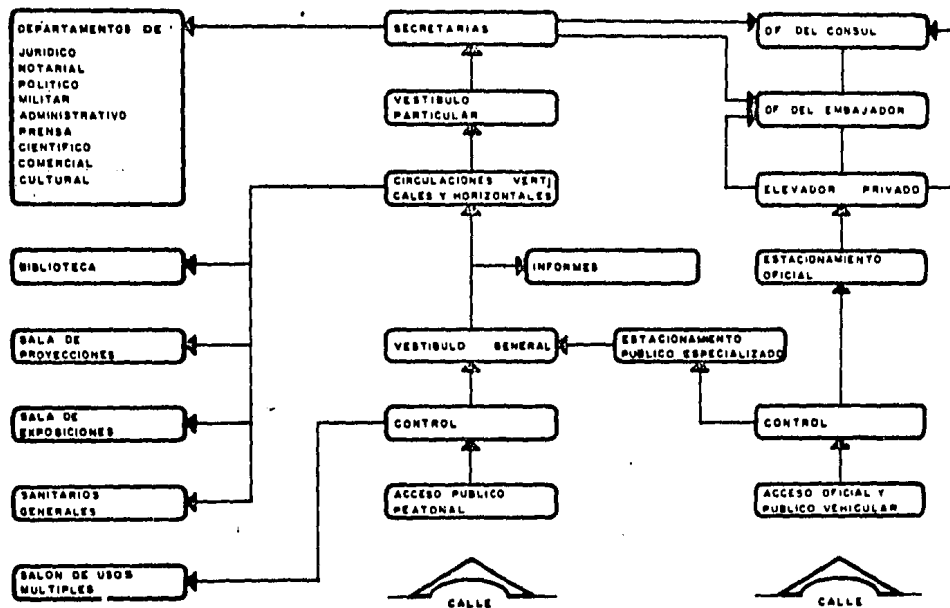 DEPARTAMENTOS DE
JURIDICO
NOTARIAL
POLITICO
MILITAR
ADMINISTRATIVO
PRENSA
CIENTIFICO
COMERCIAL
CULTURAL
BIBLIOTECA
SALA DE
PROYECCIONES
SALA DE
EXPOSICIONES
SANITARIOS
GENERALES
SALON DE USOS
MULTIPLES
SECRETARIAS
VESTIBULO
PARTICULAR
CIRCULACIONES VERTI
CALES Y HORIZONTALES
INFORMES
VESTIBULO GENERAL
CONTROL
ACCESO PUBLICO
PEATONAL
CALLE
ESTACIONAMIENTO
PUBLICO ESPECIALIZADO
OF DEL CONSUL
OF DEL EMBAJADOR
ELEVADOR PRIVADO
ESTACIONAMIENTO
OFICIAL
CONTROL
ACCESO OFICIAL Y
PUBLICO VEHICULAR
CALLE